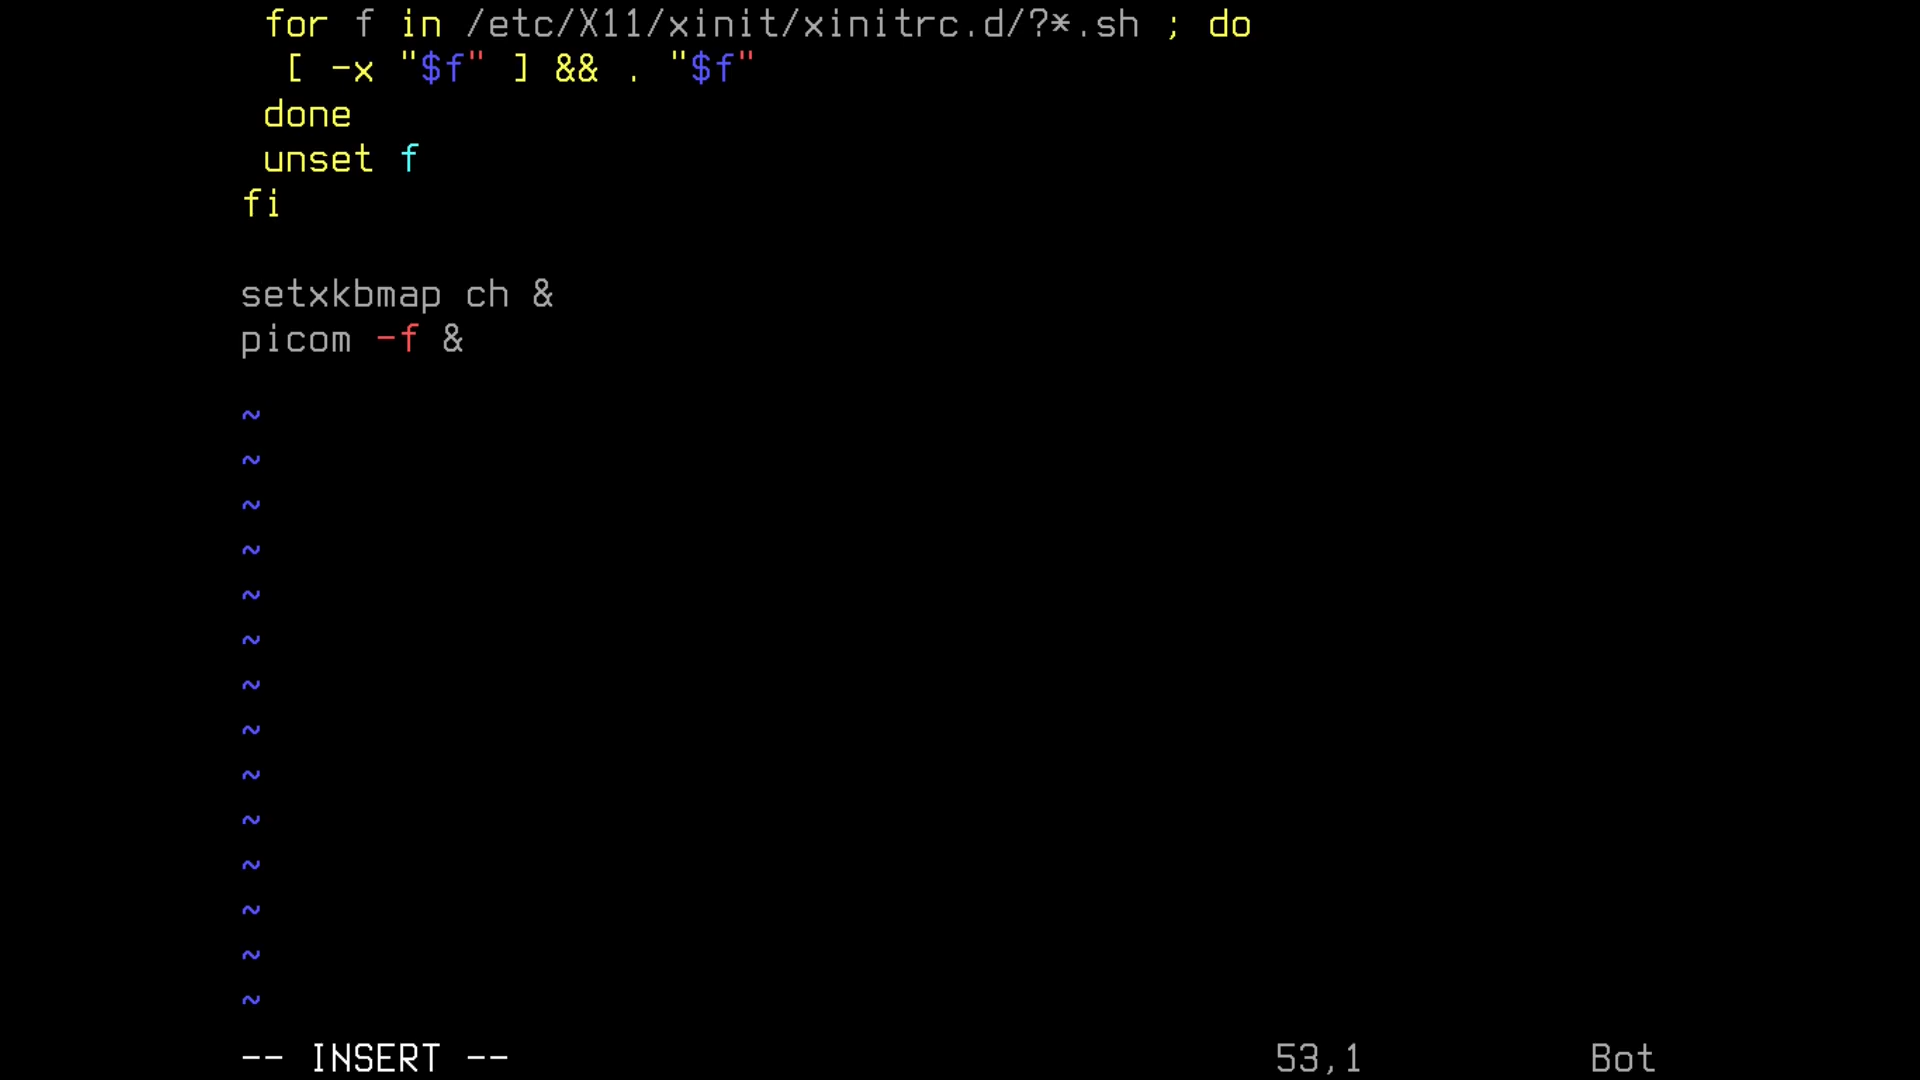 for f in /etc/X11/xinit/xinitrc.d/?*.sh ; do
[ -x "$f" ] && . "$f"
done
unset f
fi
setxkbmap ch &
picom -f &
~
~
~
~
~
~
~
~
~
~
~
~
~
~
-- INSERT -- 53,1 Bot